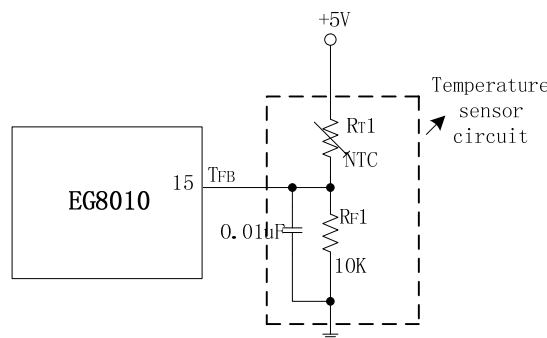 +5V
Temperature
sensor
circuit
RT1
NTC
15
TFB
EG8010
0.01uF
RF1
10K